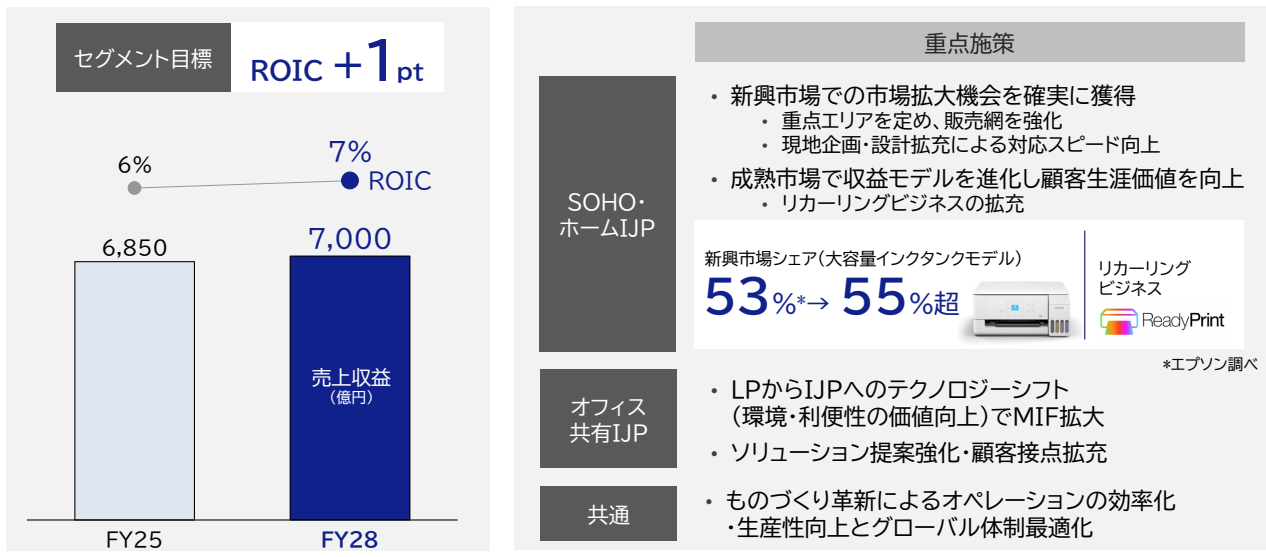 セグメント目標
ROIC +1pt
6%
7%
ROIC
6,850
7,000
売上収益
(億円)
FY25
FY28
重点施策
SOHO・
ホームIJP
・ 新興市場での市場拡大機会を確実に獲得
・ 重点エリアを定め、販売網を強化
・ 現地企画・設計拡充による対応スピード向上
・ 成熟市場で収益モデルを進化し顧客生涯価値を向上
・ リカーリングビジネスの拡充
新興市場シェア(大容量インクタンクモデル)
53%*→ 55%超
リカーリング
ビジネス
ReadyPrint
*エプソン調べ
オフィス
共有IJP
・ LPからIJPへのテクノロジーシフト
(環境・利便性の価値向上)でMIF拡大
・ ソリューション提案強化・顧客接点拡充
共通
・ ものづくり革新によるオペレーションの効率化
・生産性向上とグローバル体制最適化